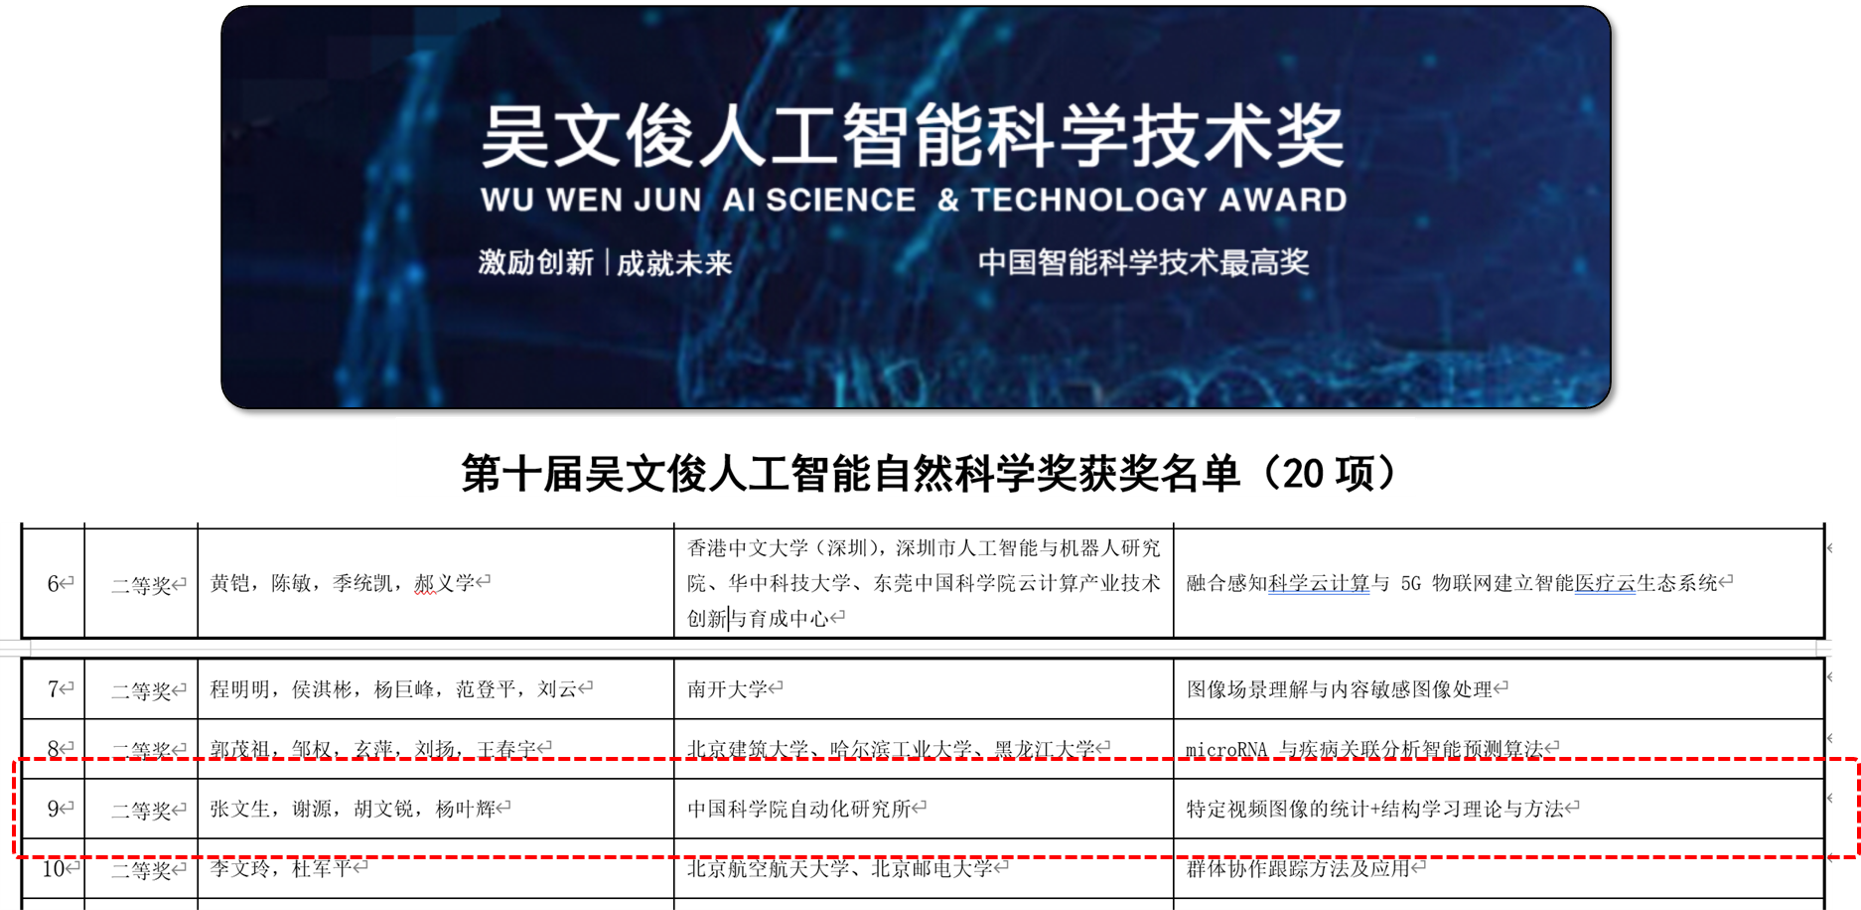 吴文俊人工智能科学技术奖
WU WEN JUN AI SCIENCE & TECHNOLOGY AWARD
激励创新|成就未来
中国智能科学技术最高奖
第十届吴文俊人工智能自然科学奖获奖名单（20 项）
6 二等奖 黄铠，陈敏，季统凯，郝义学
香港中文大学（深圳），深圳市人工智能与机器人研究
院、华中科技大学、东莞中国科学院云计算产业技术
创新与育成中心
融合感知科学云计算与 5G 物联网建立智能医疗云生态系统
7 二等奖 程明明，侯淇彬，杨巨峰，范登平，刘云 南开大学 图像场景理解与内容敏感图像处理
8 二等奖 郭茂祖，邹权，玄萍，刘扬，王春宇 北京建筑大学、哈尔滨工业大学、黑龙江大学 microRNA 与疾病关联分析智能预测算法
9 二等奖 张文生，谢源，胡文锐，杨叶辉 中国科学院自动化研究所 特定视频图像的统计+结构学习理论与方法
10 二等奖 李文玲，杜军平 北京航空航天大学、北京邮电大学 群体协作跟踪方法及应用